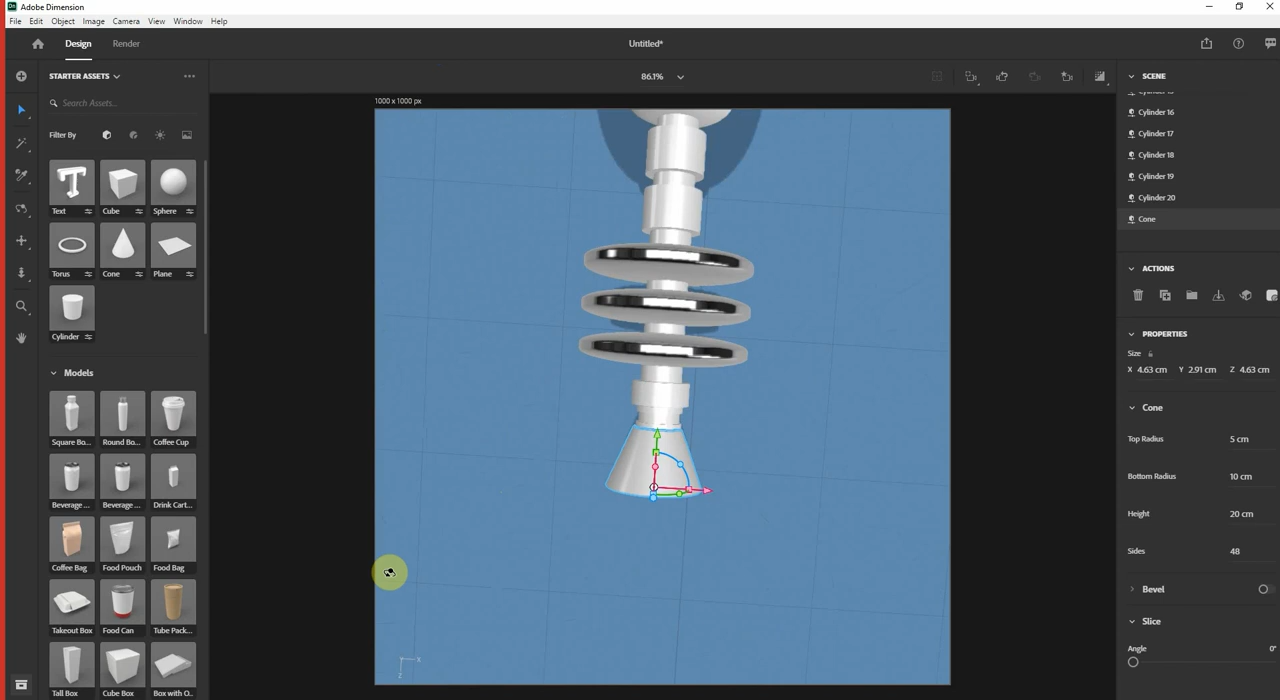 Adobe Dimension
File Edit Object Image Camera View Window Help
Design Render Untitled*
STARTER ASSETS
86.1%
SCENE
Search Assets...
Filter By
1000 x 1000 px
Cylinder 16
Cylinder 17
Cylinder 18
Cylinder 19
Cylinder 20
Cone
Text Cube Sphere
Torus Cone Plane
Cylinder
ACTIONS
PROPERTIES
Size
X 4.63 cm Y 2.91 cm Z 4.63 cm
Models
Cone
Top Radius 5 cm
Bottom Radius 10 cm
Height 20 cm
Sides 48
Bevel
Slice
Angle 0°
Square Bo... Round Bo... Coffee Cup
Beverage ... Beverage ... Drink Cart...
Coffee Bag Food Pouch Food Bag
Takeout Box Food Can Tube Pack...
Tall Box Cube Box Box with O...